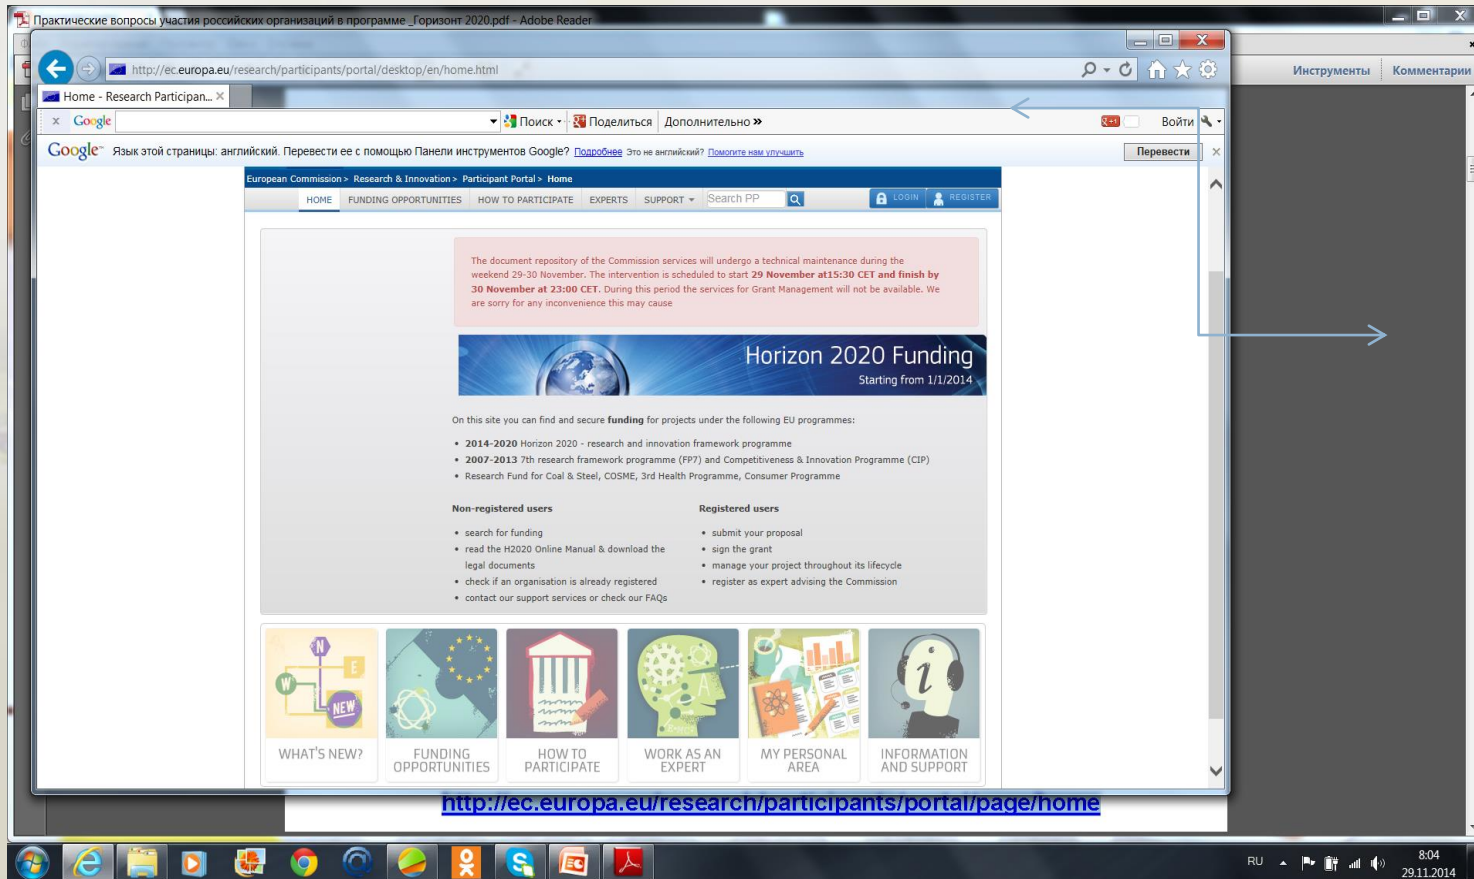 Практические вопросы участия российских организаций в программе _Горизонт 2020.pdf - Adobe Reader
http://ec.europa.eu/research/participants/portal/desktop/en/home.html
Инструменты Комментарии
Home - Research Participan...
Google Поиск Поделиться Дополнительно » Войти
Google Язык этой страницы: английский. Перевести ее с помощью Панели инструментов Google? Подробнее Это не английский? Помогите нам улучшить Перевести
European Commission > Research & Innovation > Participant Portal > Home
HOME FUNDING OPPORTUNITIES HOW TO PARTICIPATE EXPERTS SUPPORT Search PP LOGIN REGISTER
The document repository of the Commission services will undergo a technical maintenance during the
weekend 29-30 November. The intervention is scheduled to start 29 November at15:30 CET and finish by
30 November at 23:00 CET. During this period the services for Grant Management will not be available. We
are sorry for any inconvenience this may cause
Horizon 2020 Funding
Starting from 1/1/2014
On this site you can find and secure funding for projects under the following EU programmes:
• 2014-2020 Horizon 2020 - research and innovation framework programme
• 2007-2013 7th research framework programme (FP7) and Competitiveness & Innovation Programme (CIP)
• Research Fund for Coal & Steel, COSME, 3rd Health Programme, Consumer Programme
Non-registered users
• search for funding
• read the H2020 Online Manual & download the
legal documents
• check if an organisation is already registered
• contact our support services or check our FAQs
Registered users
• submit your proposal
• sign the grant
• manage your project throughout its lifecycle
• register as expert advising the Commission
N
E
W
NEW
A
i
WHAT'S NEW?
FUNDING
OPPORTUNITIES
HOW TO
PARTICIPATE
WORK AS AN
EXPERT
MY PERSONAL
AREA
INFORMATION
AND SUPPORT
http://ec.europa.eu/research/participants/portal/page/home
RU 8:04
29.11.2014